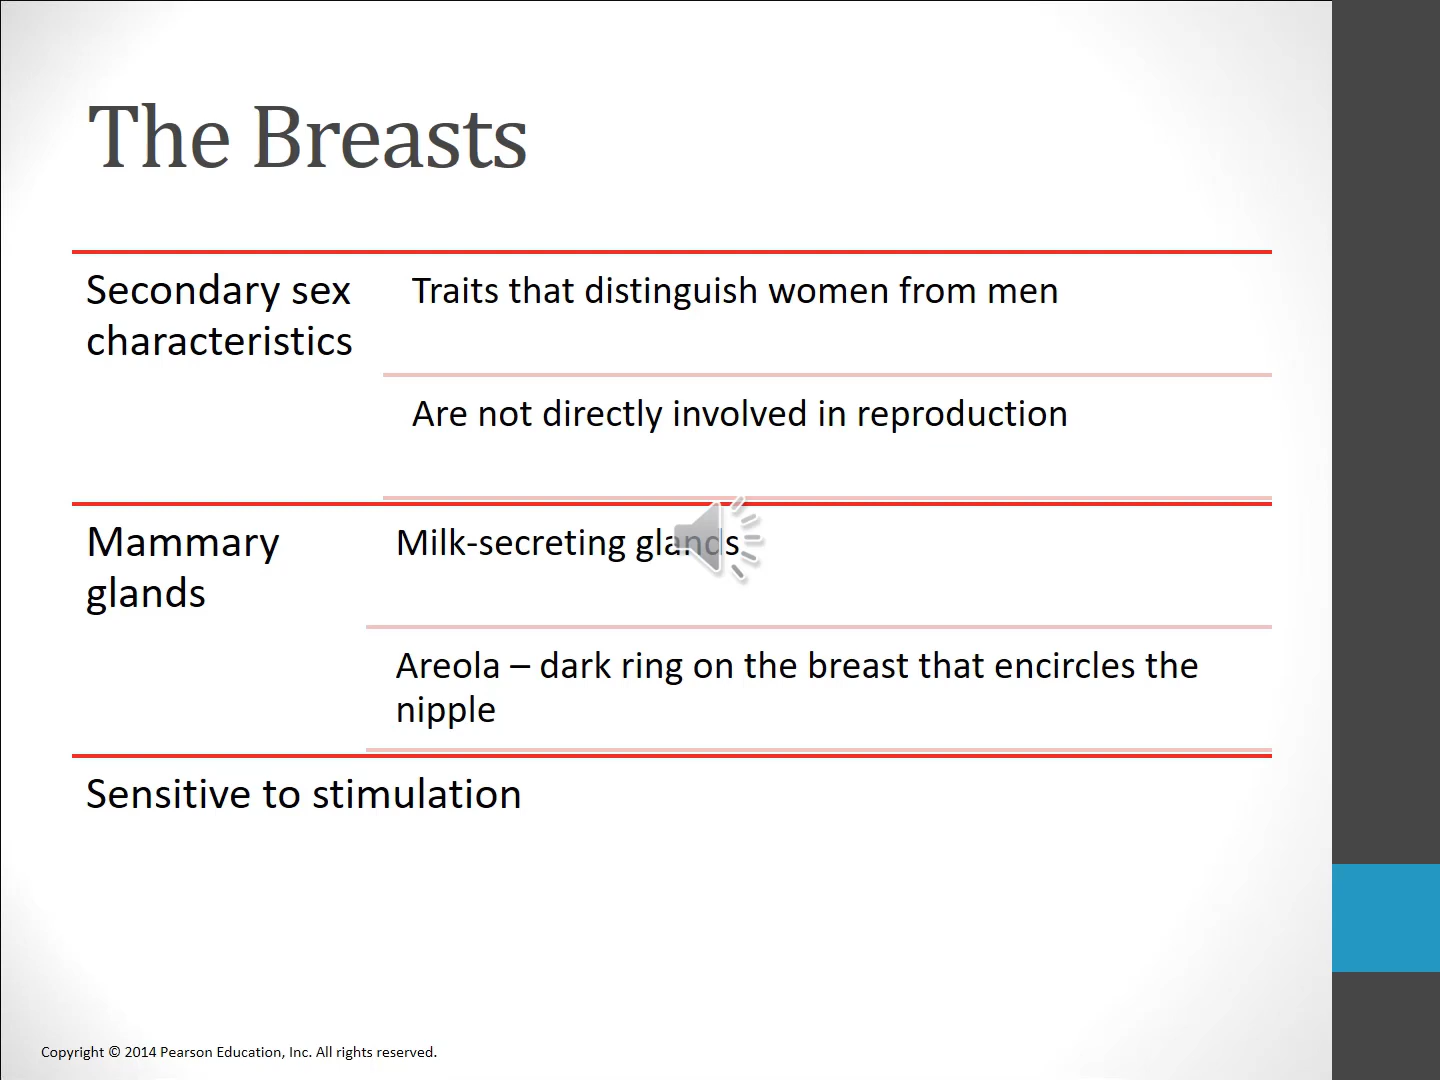 The Breasts
Secondary sex
characteristics
Traits that distinguish women from men
Are not directly involved in reproduction
Mammary
glands
Milk-secreting glands
Areola – dark ring on the breast that encircles the
nipple
Sensitive to stimulation
Copyright © 2014 Pearson Education, Inc. All rights reserved.